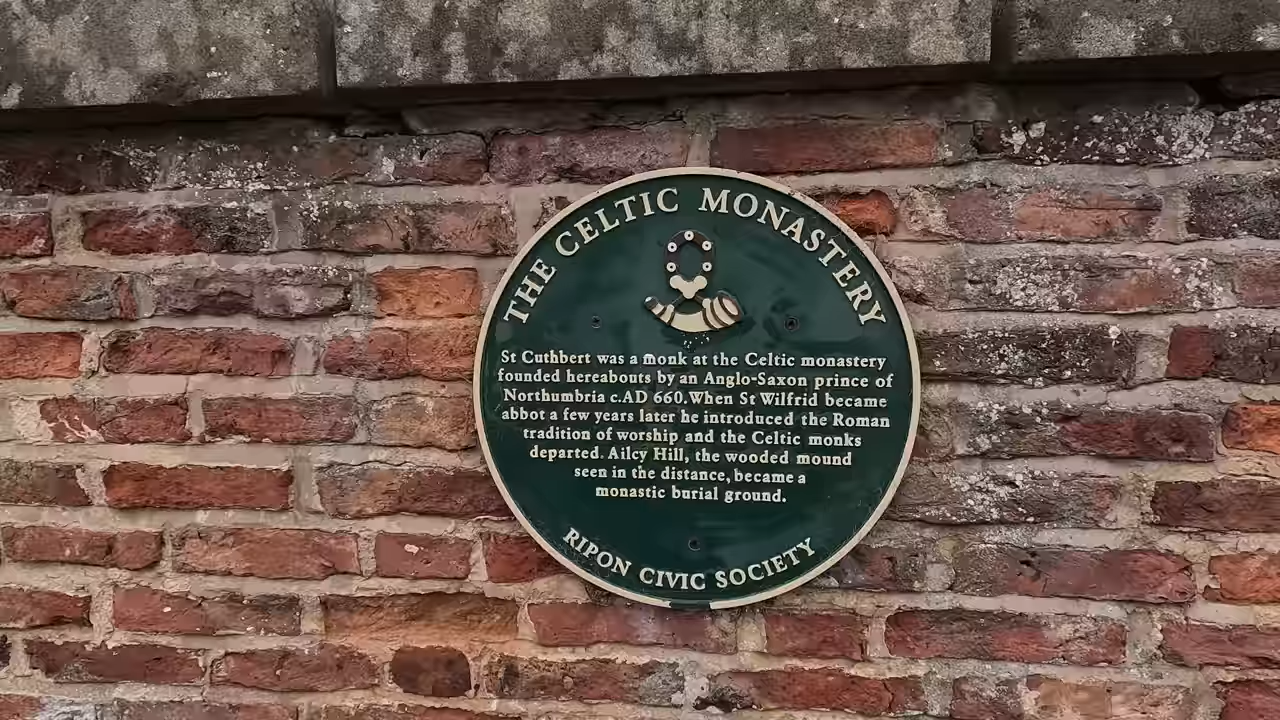 THE CELTIC MONASTERY
St Cuthbert was a monk at the Celtic monastery
founded hereabouts by an Anglo-Saxon prince of
Northumbria c.AD 660. When St Wilfrid became
abbot a few years later he introduced the Roman
tradition of worship and the Celtic monks
departed. Ailcy Hill, the wooded mound
seen in the distance, became a
monastic burial ground.
RIPON CIVIC SOCIETY